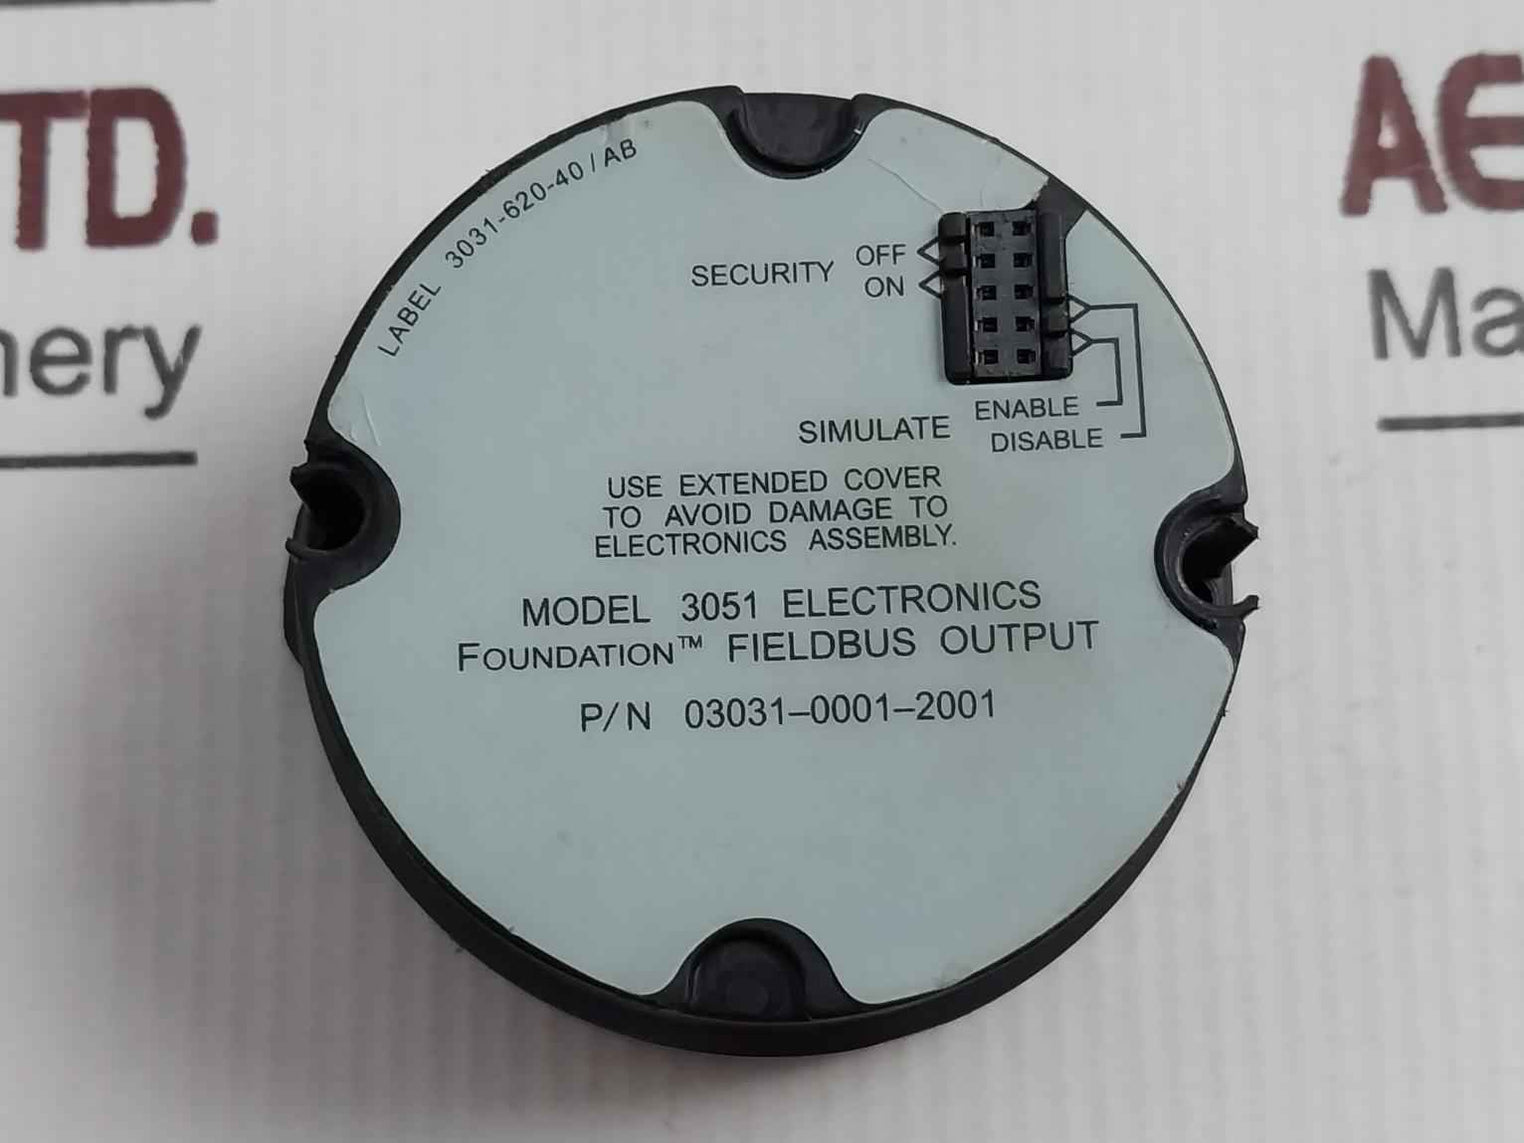 TD.
nery
AE
Ma
LABEL 3031-620-40 / AB
SECURITY OFF
ON
SIMULATE ENABLE
DISABLE
USE EXTENDED COVER
TO AVOID DAMAGE TO
ELECTRONICS ASSEMBLY.
MODEL 3051 ELECTRONICS
FOUNDATION™ FIELDBUS OUTPUT
P/N 03031–0001–2001